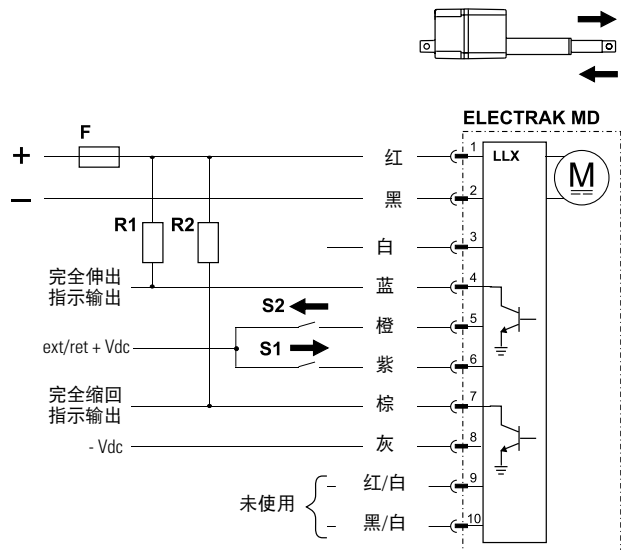 ELECTRAK MD
F
+
红
1
LLX
M
−
黑
2
R1
R2
白
3
完全伸出
指示输出
蓝
4
S2
橙
5
ext/ret + Vdc
S1
紫
6
完全缩回
指示输出
棕
7
- Vdc
灰
8
未使用
红/白
9
黑/白
10